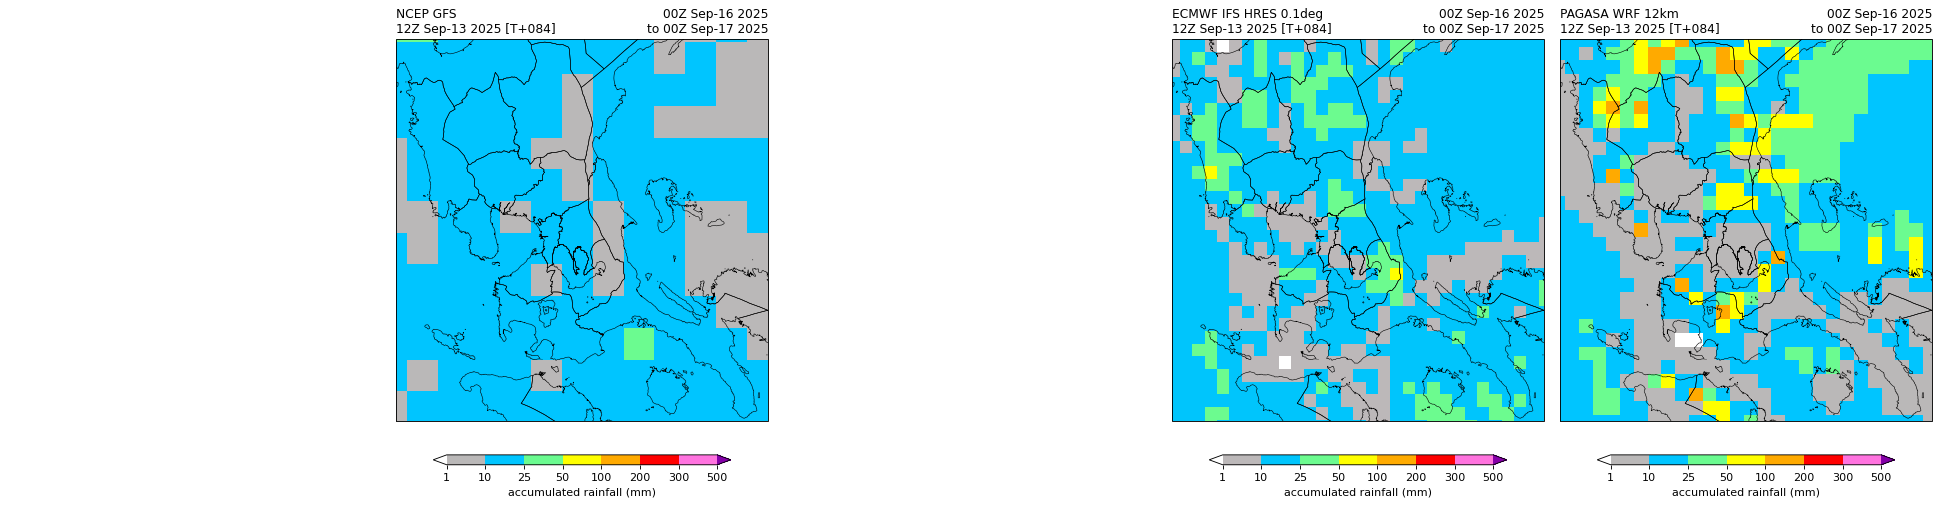 NCEP GFS 00Z Sep-16 2025
12Z Sep-13 2025 [T+084] to 00Z Sep-17 2025
1 10 25 50 100 200 300 500
accumulated rainfall (mm)
ECMWF IFS HRES 0.1deg 00Z Sep-16 2025
12Z Sep-13 2025 [T+084] to 00Z Sep-17 2025
1 10 25 50 100 200 300 500
accumulated rainfall (mm)
PAGASA WRF 12km 00Z Sep-16 2025
12Z Sep-13 2025 [T+084] to 00Z Sep-17 2025
1 10 25 50 100 200 300 500
accumulated rainfall (mm)